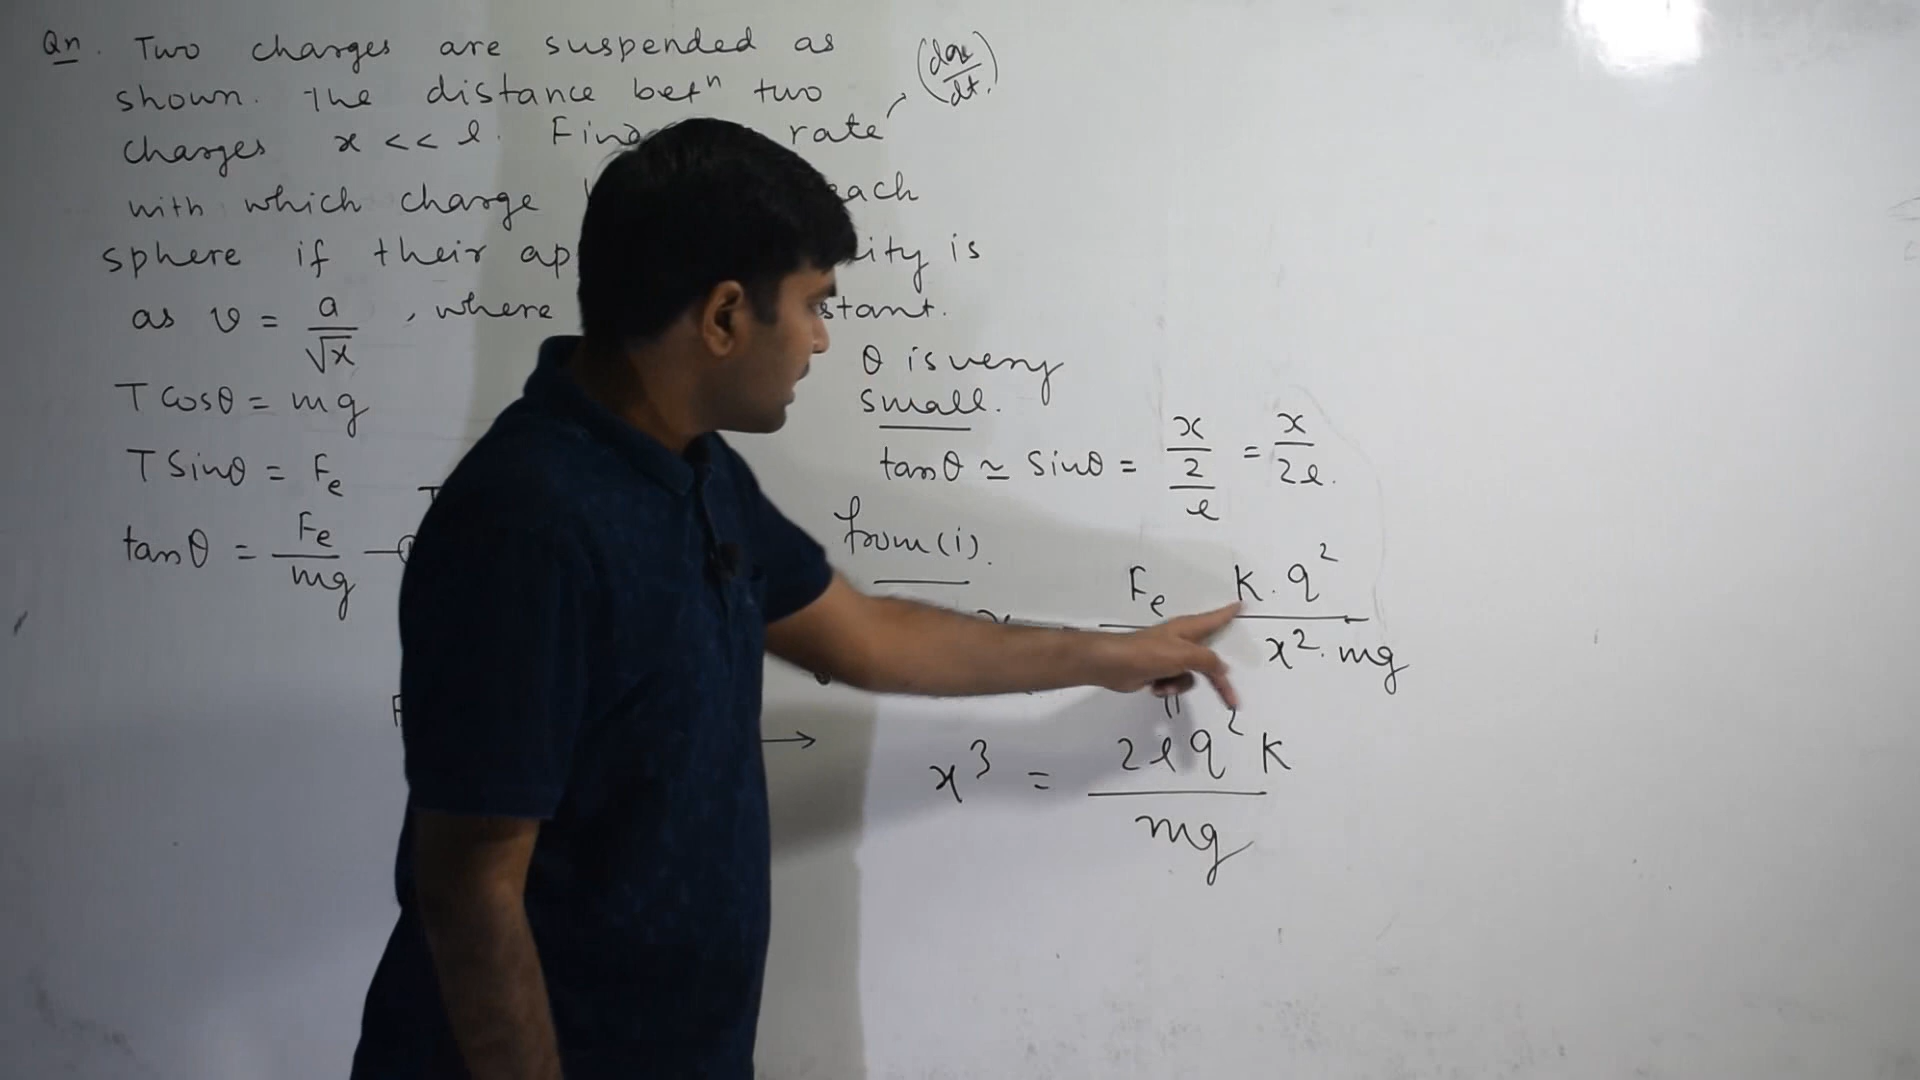 Qn. Two charges are suspended as
shown. The distance betⁿ two
charges x << l. Find rate (dq/dt)
with which charge each
sphere if their ity is
as v = a/√x , where stant.
T cosθ = mg
T sinθ = Fe
tanθ = Fe/mg
θ is very
small.
tanθ ≃ sinθ = (x/2)/l = x/2l.
from (i).
Fe K.q²/x².mg
x³ = 2lq²K/mg